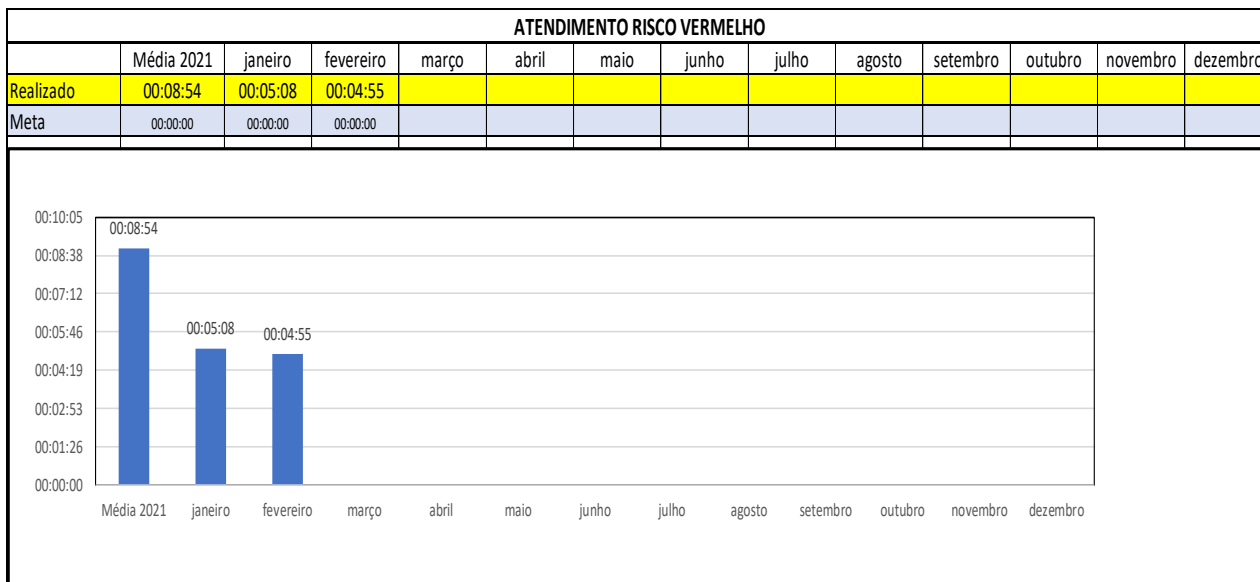 ATENDIMENTO RISCO VERMELHO
Média 2021 janeiro fevereiro março abril maio junho julho agosto setembro outubro novembro dezembro
Realizado 00:08:54 00:05:08 00:04:55
Meta 00:00:00 00:00:00 00:00:00
00:10:05
00:08:54
00:08:38
00:07:12
00:05:46
00:05:08
00:04:55
00:04:19
00:02:53
00:01:26
00:00:00
Média 2021 janeiro fevereiro março abril maio junho julho agosto setembro outubro novembro dezembro